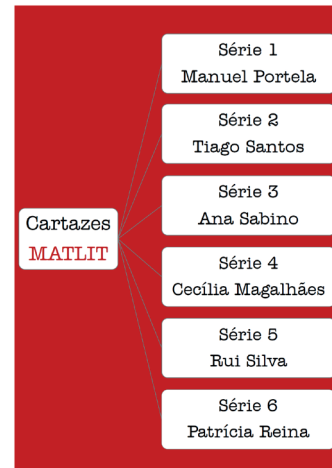 Série 1
Manuel Portela
Série 2
Tiago Santos
Série 3
Ana Sabino
Cartazes
MATLIT
Série 4
Cecília Magalhães
Série 5
Rui Silva
Série 6
Patrícia Reina